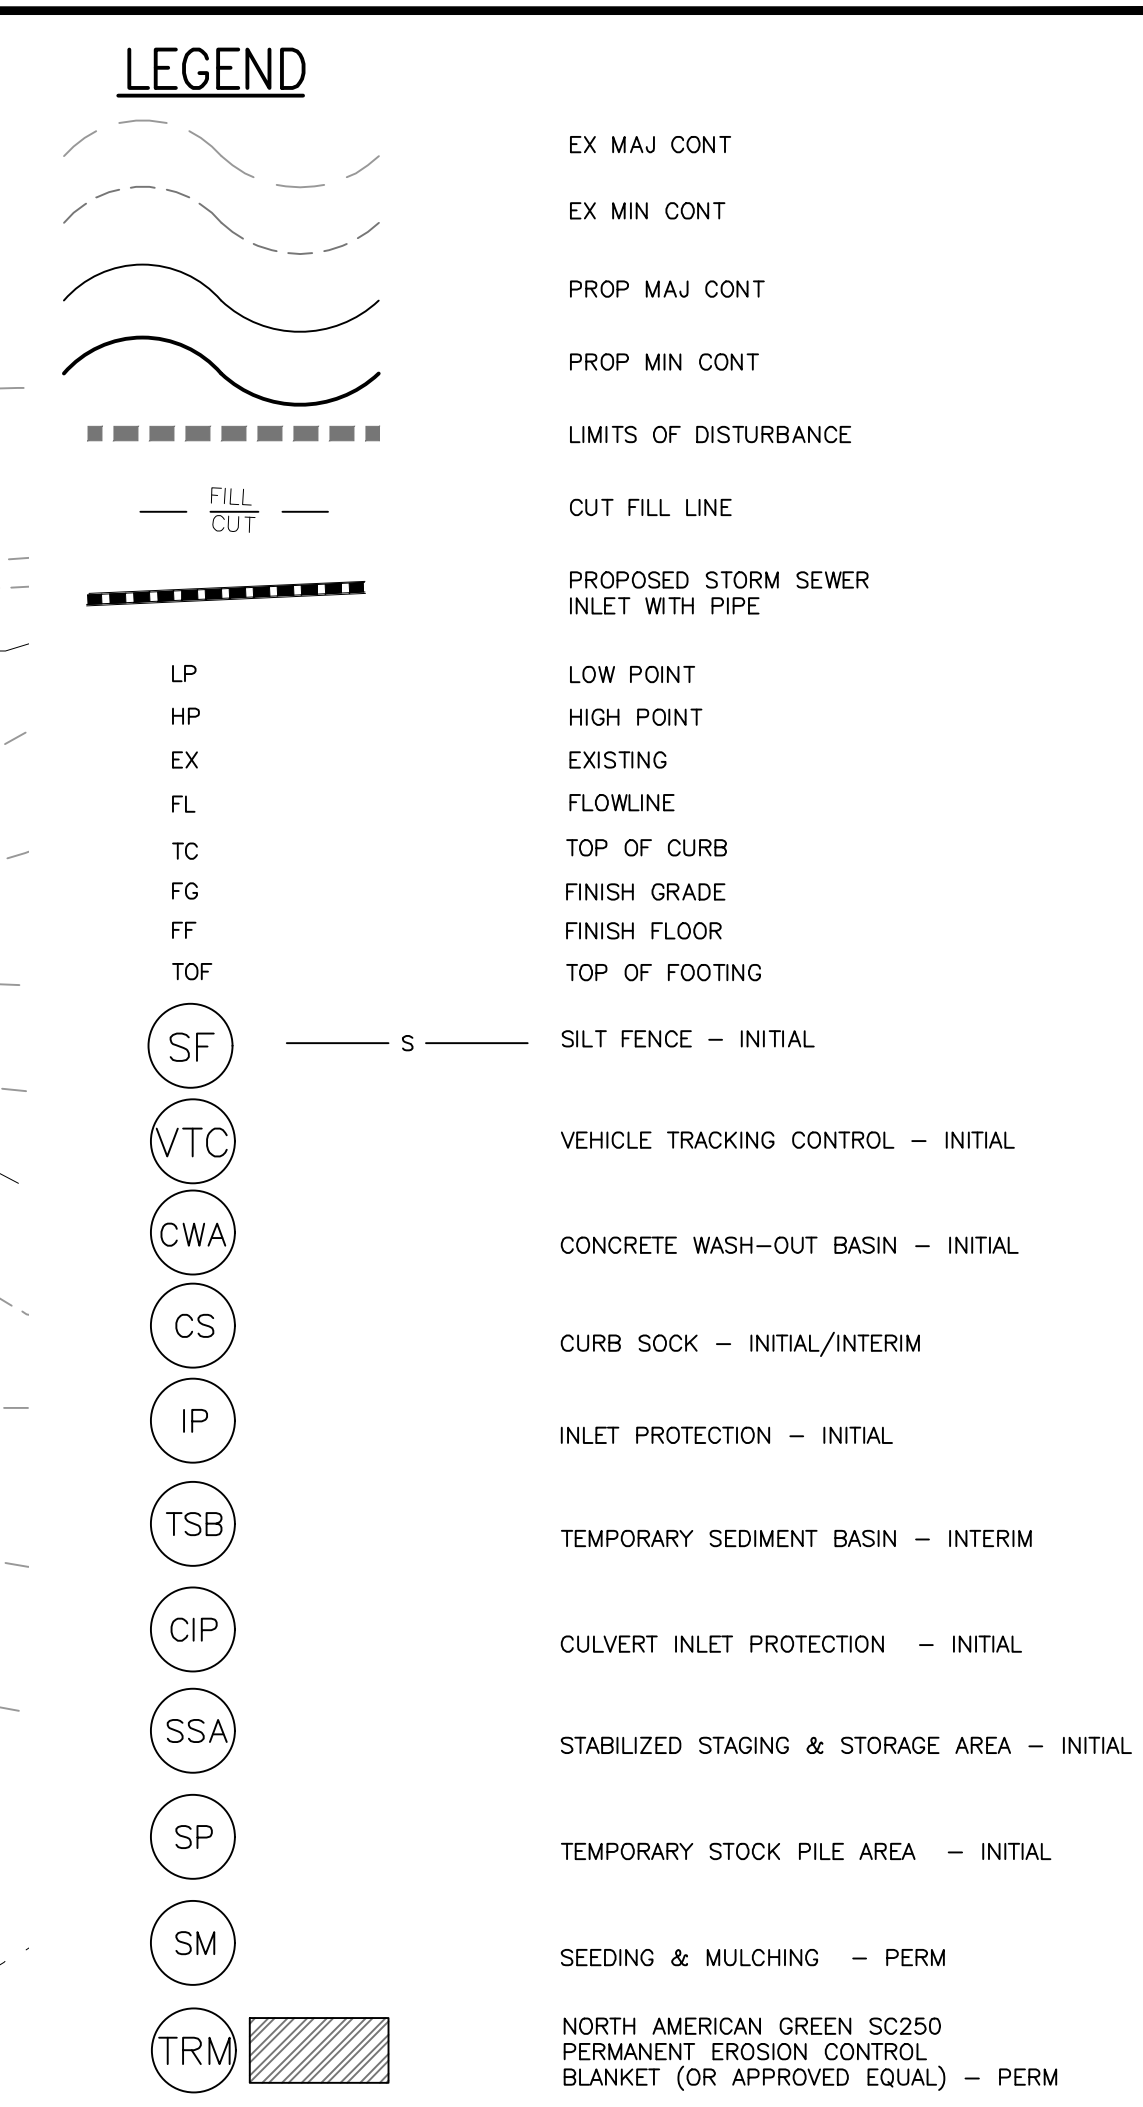 LEGEND
EX MAJ CONT
EX MIN CONT
PROP MAJ CONT
PROP MIN CONT
LIMITS OF DISTURBANCE
FILL
CUT
CUT FILL LINE
PROPOSED STORM SEWER
INLET WITH PIPE
LP LOW POINT
HP HIGH POINT
EX EXISTING
FL FLOWLINE
TC TOP OF CURB
FG FINISH GRADE
FF FINISH FLOOR
TOF TOP OF FOOTING
SF S SILT FENCE – INITIAL
VTC VEHICLE TRACKING CONTROL – INITIAL
CWA CONCRETE WASH–OUT BASIN – INITIAL
CS CURB SOCK – INITIAL/INTERIM
IP INLET PROTECTION – INITIAL
TSB TEMPORARY SEDIMENT BASIN – INTERIM
CIP CULVERT INLET PROTECTION – INITIAL
SSA STABILIZED STAGING & STORAGE AREA – INITIAL
SP TEMPORARY STOCK PILE AREA – INITIAL
SM SEEDING & MULCHING – PERM
TRM NORTH AMERICAN GREEN SC250
PERMANENT EROSION CONTROL
BLANKET (OR APPROVED EQUAL) – PERM